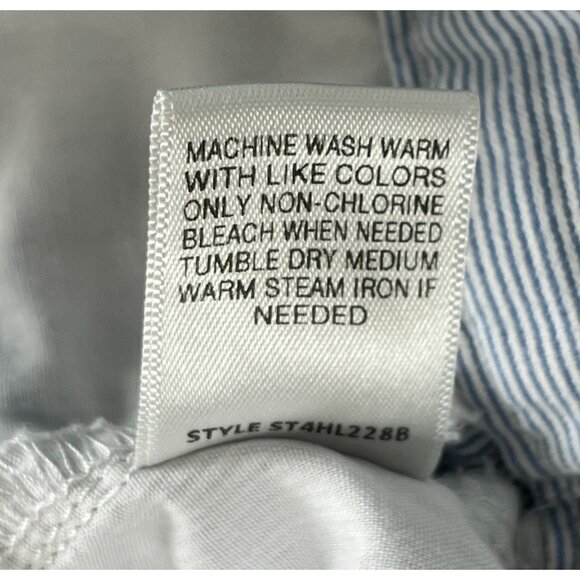 MACHINE WASH WARM
WITH LIKE COLORS
ONLY NON-CHLORINE
BLEACH WHEN NEEDED
TUMBLE DRY MEDIUM
WARM STEAM IRON IF
NEEDED
STYLE ST4HL228B